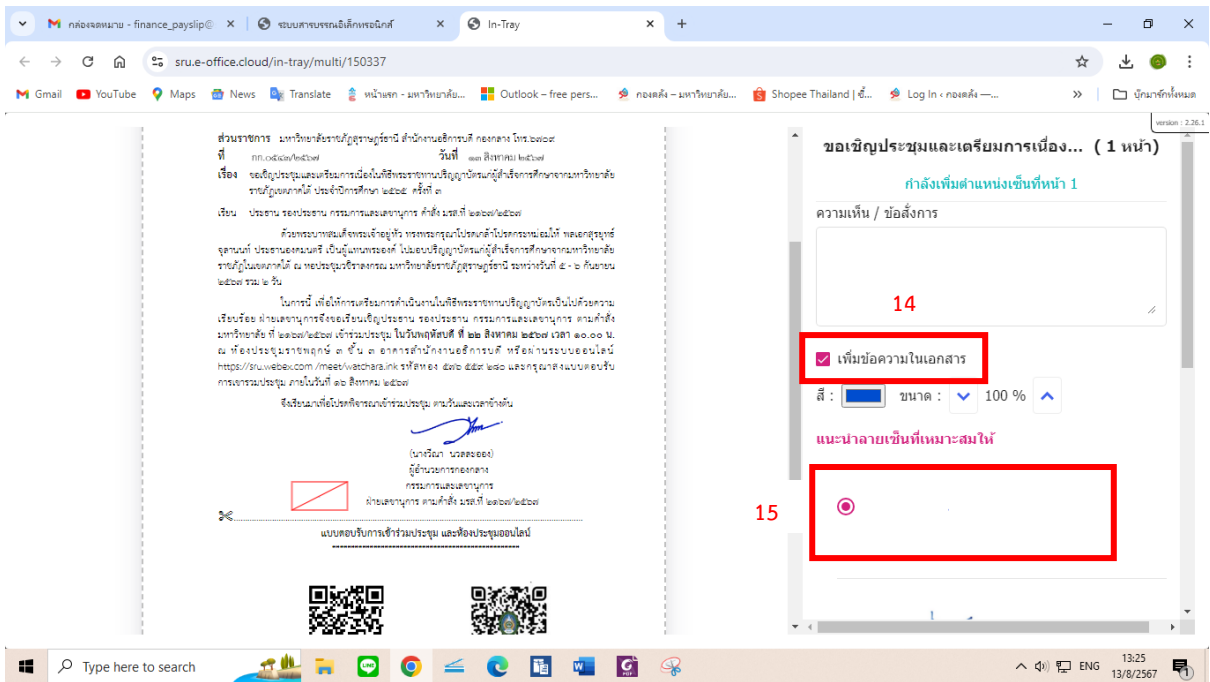 กล่องจดหมาย - finance_payslip@
ระบบสารบรรณอิเล็กทรอนิกส์
In-Tray
sru.e-office.cloud/in-tray/multi/150337
Gmail
YouTube
Maps
News
Translate
หน้าแรก - มหาวิทยาลัย...
Outlook – free pers...
กองคลัง – มหาวิทยาลั...
Shopee Thailand | ซื้...
Log In ‹ กองคลัง —...
»
บุ๊กมาร์กทั้งหมด
version : 2.26.1
ส่วนราชการ มหาวิทยาลัยราชภัฏสุราษฎร์ธานี สำนักงานอธิการบดี กองกลาง โทร.๖๗๐๙
ที่ วันที่ ๑๓ สิงหาคม ๒๕๖๗
เรื่อง ขอเชิญประชุมและเตรียมการเนื่องในพิธีพระราชทานปริญญาบัตรแก่ผู้สำเร็จการศึกษาจากมหาวิทยาลัย
ราชภัฏเขตภาคใต้ ประจำปีการศึกษา ๒๕๖๕ ครั้งที่ ๓
เรียน ประธาน รองประธาน กรรมการและเลขานุการ คำสั่ง มรส.ที่ ๒๑๖๗/๒๕๖๗
ด้วยพระบาทสมเด็จพระเจ้าอยู่หัว ทรงพระกรุณาโปรดเกล้าโปรดกระหม่อมให้ พลเอกสุรยุทธ์
จุลานนท์ ประธานองคมนตรี เป็นผู้แทนพระองค์ ไปมอบปริญญาบัตรแก่ผู้สำเร็จการศึกษาจากมหาวิทยาลัย
ราชภัฏในเขตภาคใต้ ณ หอประชุมวชิราลงกรณ มหาวิทยาลัยราชภัฏสุราษฎร์ธานี ระหว่างวันที่ ๕ - ๖ กันยายน
๒๕๖๗ รวม ๒ วัน
ในการนี้ เพื่อให้การเตรียมการดำเนินงานในพิธีพระราชทานปริญญาบัตรเป็นไปด้วยความ
เรียบร้อย ฝ่ายเลขานุการจึงขอเรียนเชิญประธาน รองประธาน กรรมการและเลขานุการ ตามคำสั่ง
มหาวิทยาลัย ที่ ๒๑๖๗/๒๕๖๗ เข้าร่วมประชุม ในวันพฤหัสบดี ที่ ๒๒ สิงหาคม ๒๕๖๗ เวลา ๑๐.๐๐ น.
ณ ห้องประชุมราชพฤกษ์ ๓ ชั้น ๓ อาคารสำนักงานอธิการบดี หรือผ่านระบบออนไลน์
https://sru.webex.com /meet/watchara.ink รหัสห้อง และกรุณาส่งแบบตอบรับ
การเข้าร่วมประชุม ภายในวันที่ ๑๖ สิงหาคม ๒๕๖๗
จึงเรียนมาเพื่อโปรดพิจารณาเข้าร่วมประชุม ตามวันและเวลาข้างต้น
(นางวีณา นวลละออง)
ผู้อำนวยการกองกลาง
กรรมการและเลขานุการ
ฝ่ายเลขานุการ ตามคำสั่ง มรส.ที่ ๒๑๖๗/๒๕๖๗
แบบตอบรับการเข้าร่วมประชุม และห้องประชุมออนไลน์
ขอเชิญประชุมและเตรียมการเนื่อง... ( 1 หน้า)
กำลังเพิ่มตำแหน่งเซ็นที่หน้า 1
ความเห็น / ข้อสั่งการ
14
เพิ่มข้อความในเอกสาร
สี : ขนาด : 100 %
แนะนำลายเซ็นที่เหมาะสมให้
15
Type here to search
ENG
13:25
13/8/2567